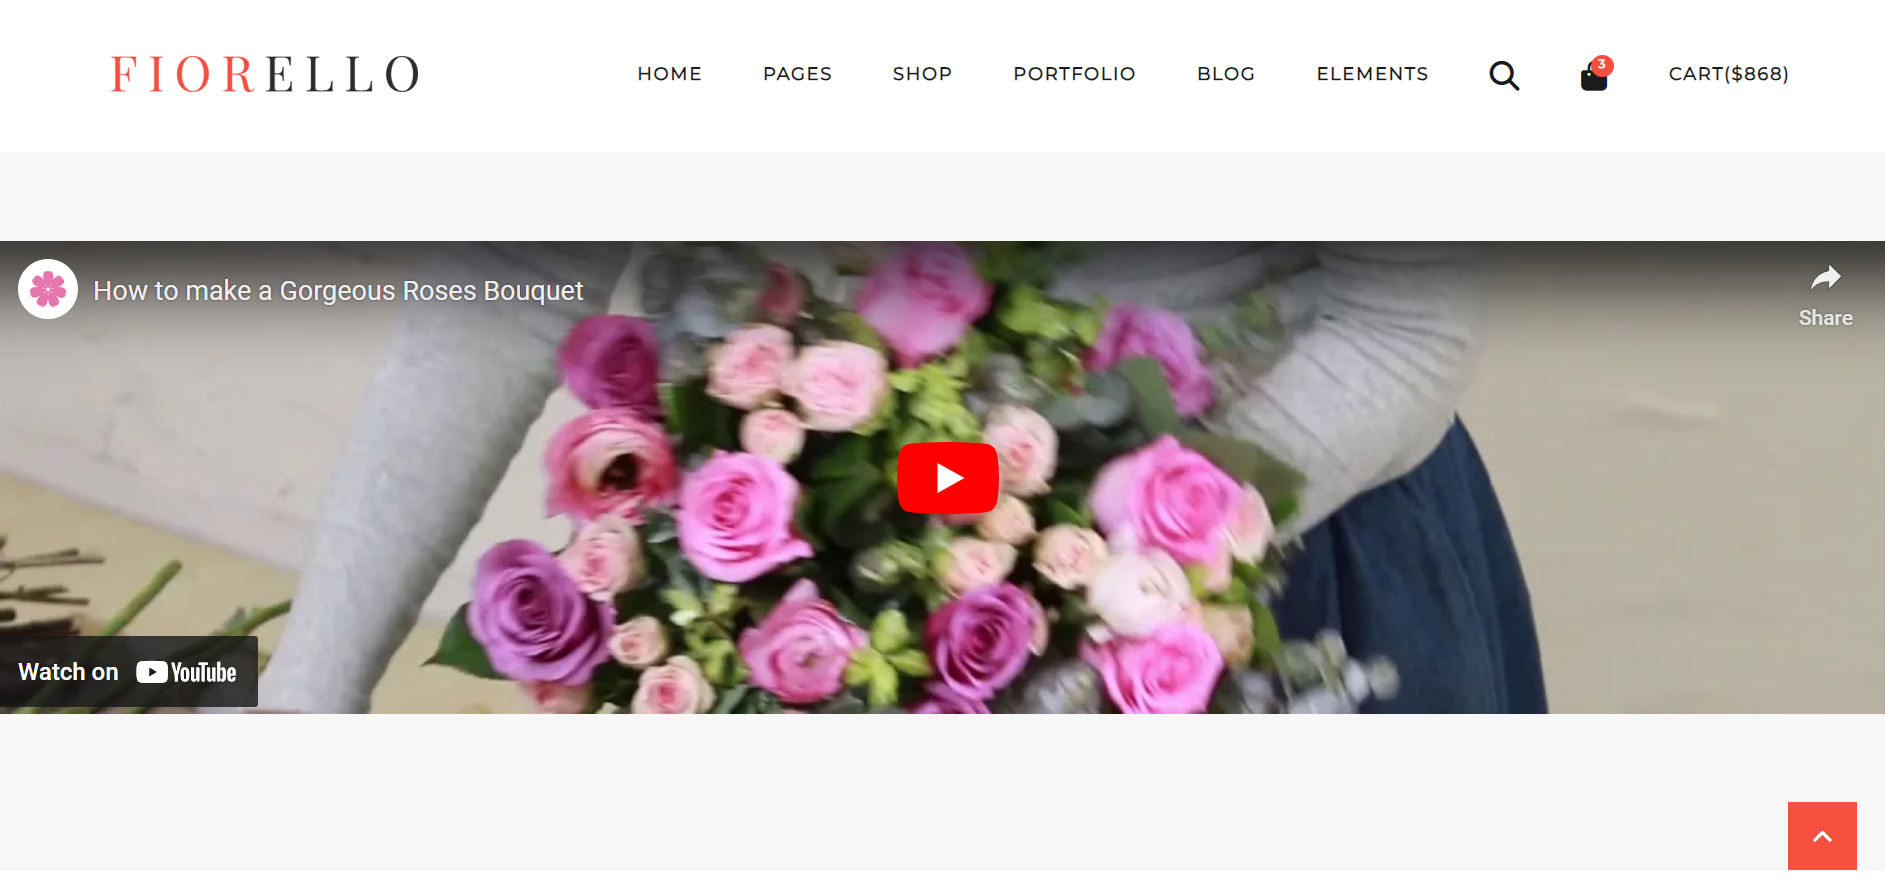 FIORELLO
HOME PAGES SHOP PORTFOLIO BLOG ELEMENTS 3 CART($868)
How to make a Gorgeous Roses Bouquet
Share
Watch on YouTube